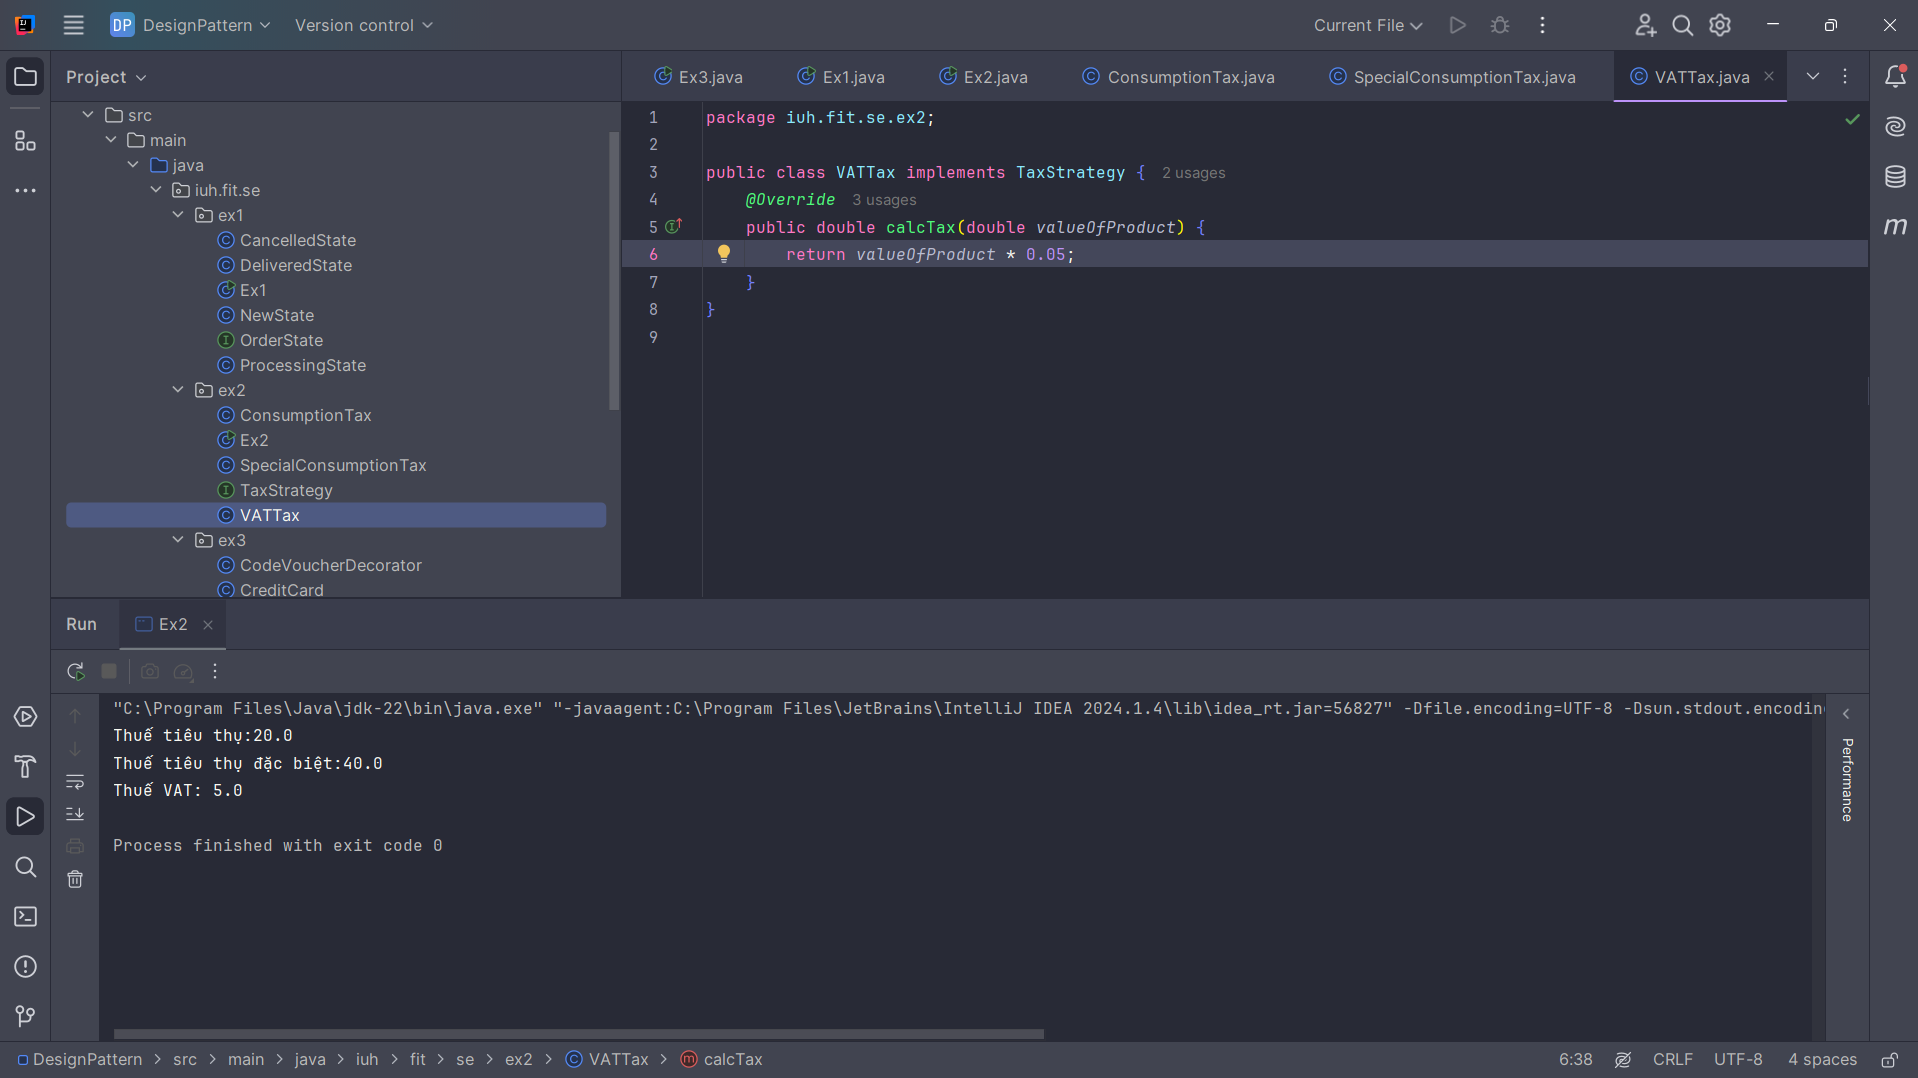 DP DesignPattern Version control Current File
Project
src
main
java
iuh.fit.se
ex1
CancelledState
DeliveredState
Ex1
NewState
OrderState
ProcessingState
ex2
ConsumptionTax
Ex2
SpecialConsumptionTax
TaxStrategy
VATTax
ex3
CodeVoucherDecorator
CreditCard
Ex3.java Ex1.java Ex2.java ConsumptionTax.java SpecialConsumptionTax.java VATTax.java
1 package iuh.fit.se.ex2;
2
3 public class VATTax implements TaxStrategy { 2 usages
4 @Override 3 usages
5 public double calcTax(double valueOfProduct) {
6 return valueOfProduct * 0.05;
7 }
8 }
9
Run Ex2
"C:\Program Files\Java\jdk-22\bin\java.exe" "-javaagent:C:\Program Files\JetBrains\IntelliJ IDEA 2024.1.4\lib\idea_rt.jar=56827" -Dfile.encoding=UTF-8 -Dsun.stdout.encoding
Thuế tiêu thụ:20.0
Thuế tiêu thụ đặc biệt:40.0
Thuế VAT: 5.0
Process finished with exit code 0
Performance
DesignPattern > src > main > java > iuh > fit > se > ex2 > VATTax > calcTax 6:38 CRLF UTF-8 4 spaces